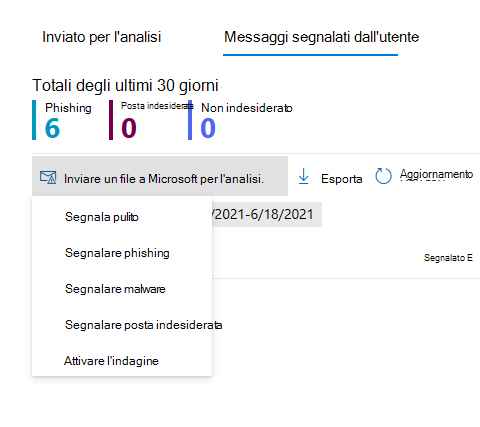 Inviato per l'analisi Messaggi segnalati dall'utente
Totali degli ultimi 30 giorni
Phishing Posta indesiderata Non indesiderato
6 0 0
Inviare un file a Microsoft per l'analisi. Esporta Aggiornamento
Segnala pulito /2021-6/18/2021
Segnalare phishing
Segnalato E
Segnalare malware
Segnalare posta indesiderata
Attivare l'indagine